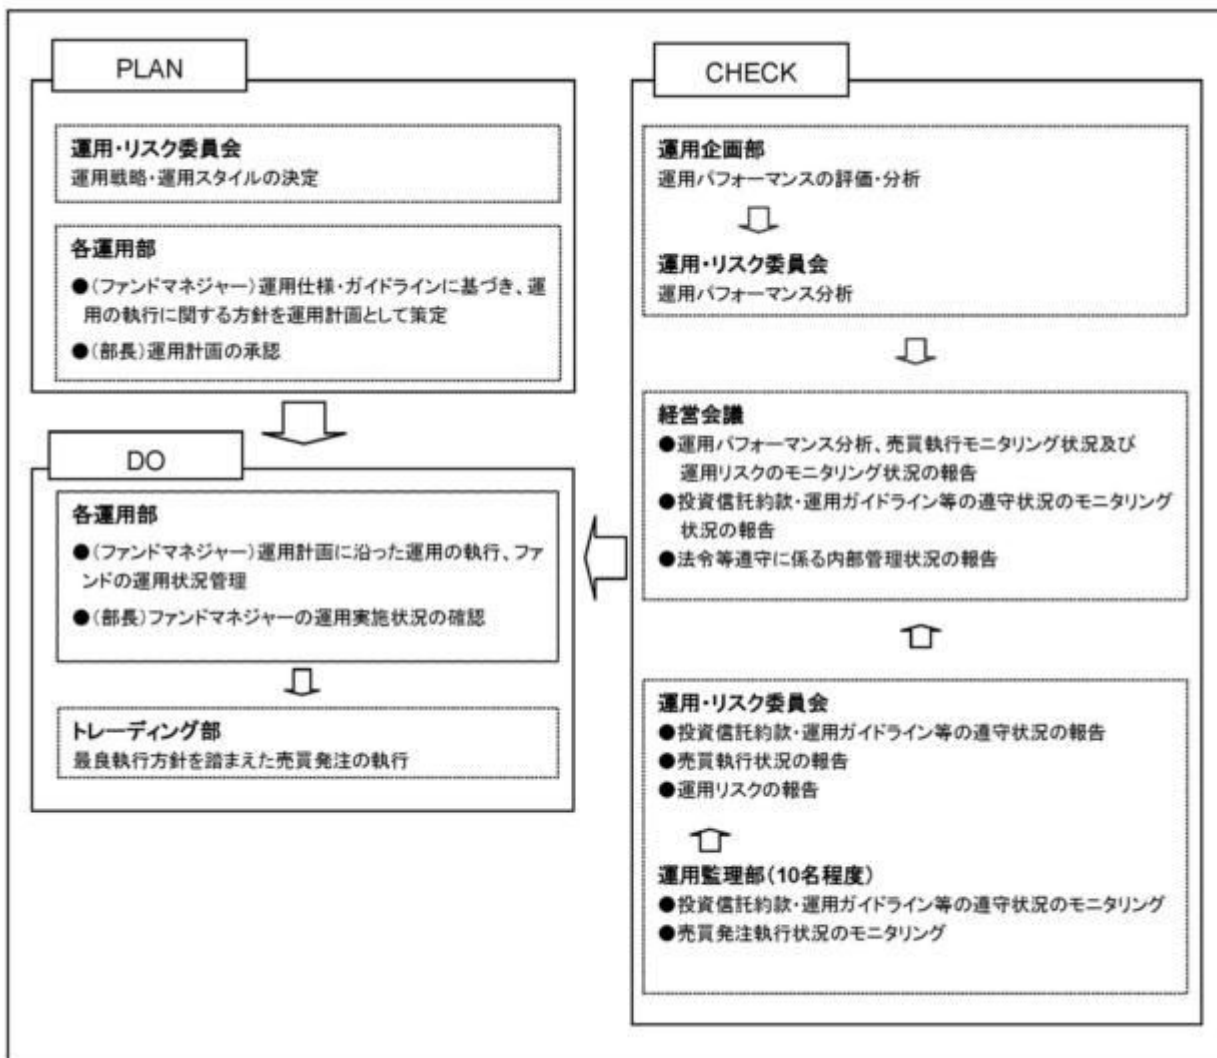 PLAN
運用・リスク委員会
運用戦略・運用スタイルの決定
各運用部
●(ファンドマネジャー)運用仕様・ガイドラインに基づき、運
用の執行に関する方針を運用計画として策定
●(部長)運用計画の承認
DO
各運用部
●(ファンドマネジャー)運用計画に沿った運用の執行、ファ
ンドの運用状況管理
●(部長)ファンドマネジャーの運用実施状況の確認
トレーディング部
最良執行方針を踏まえた売買発注の執行
CHECK
運用企画部
運用パフォーマンスの評価・分析
運用・リスク委員会
運用パフォーマンス分析
経営会議
●運用パフォーマンス分析、売買執行モニタリング状況及び
運用リスクのモニタリング状況の報告
●投資信託約款・運用ガイドライン等の遵守状況のモニタリング
状況の報告
●法令等遵守に係る内部管理状況の報告
運用・リスク委員会
●投資信託約款・運用ガイドライン等の遵守状況の報告
●売買執行状況の報告
●運用リスクの報告
運用監理部(10名程度)
●投資信託約款・運用ガイドライン等の遵守状況のモニタリング
●売買発注執行状況のモニタリング